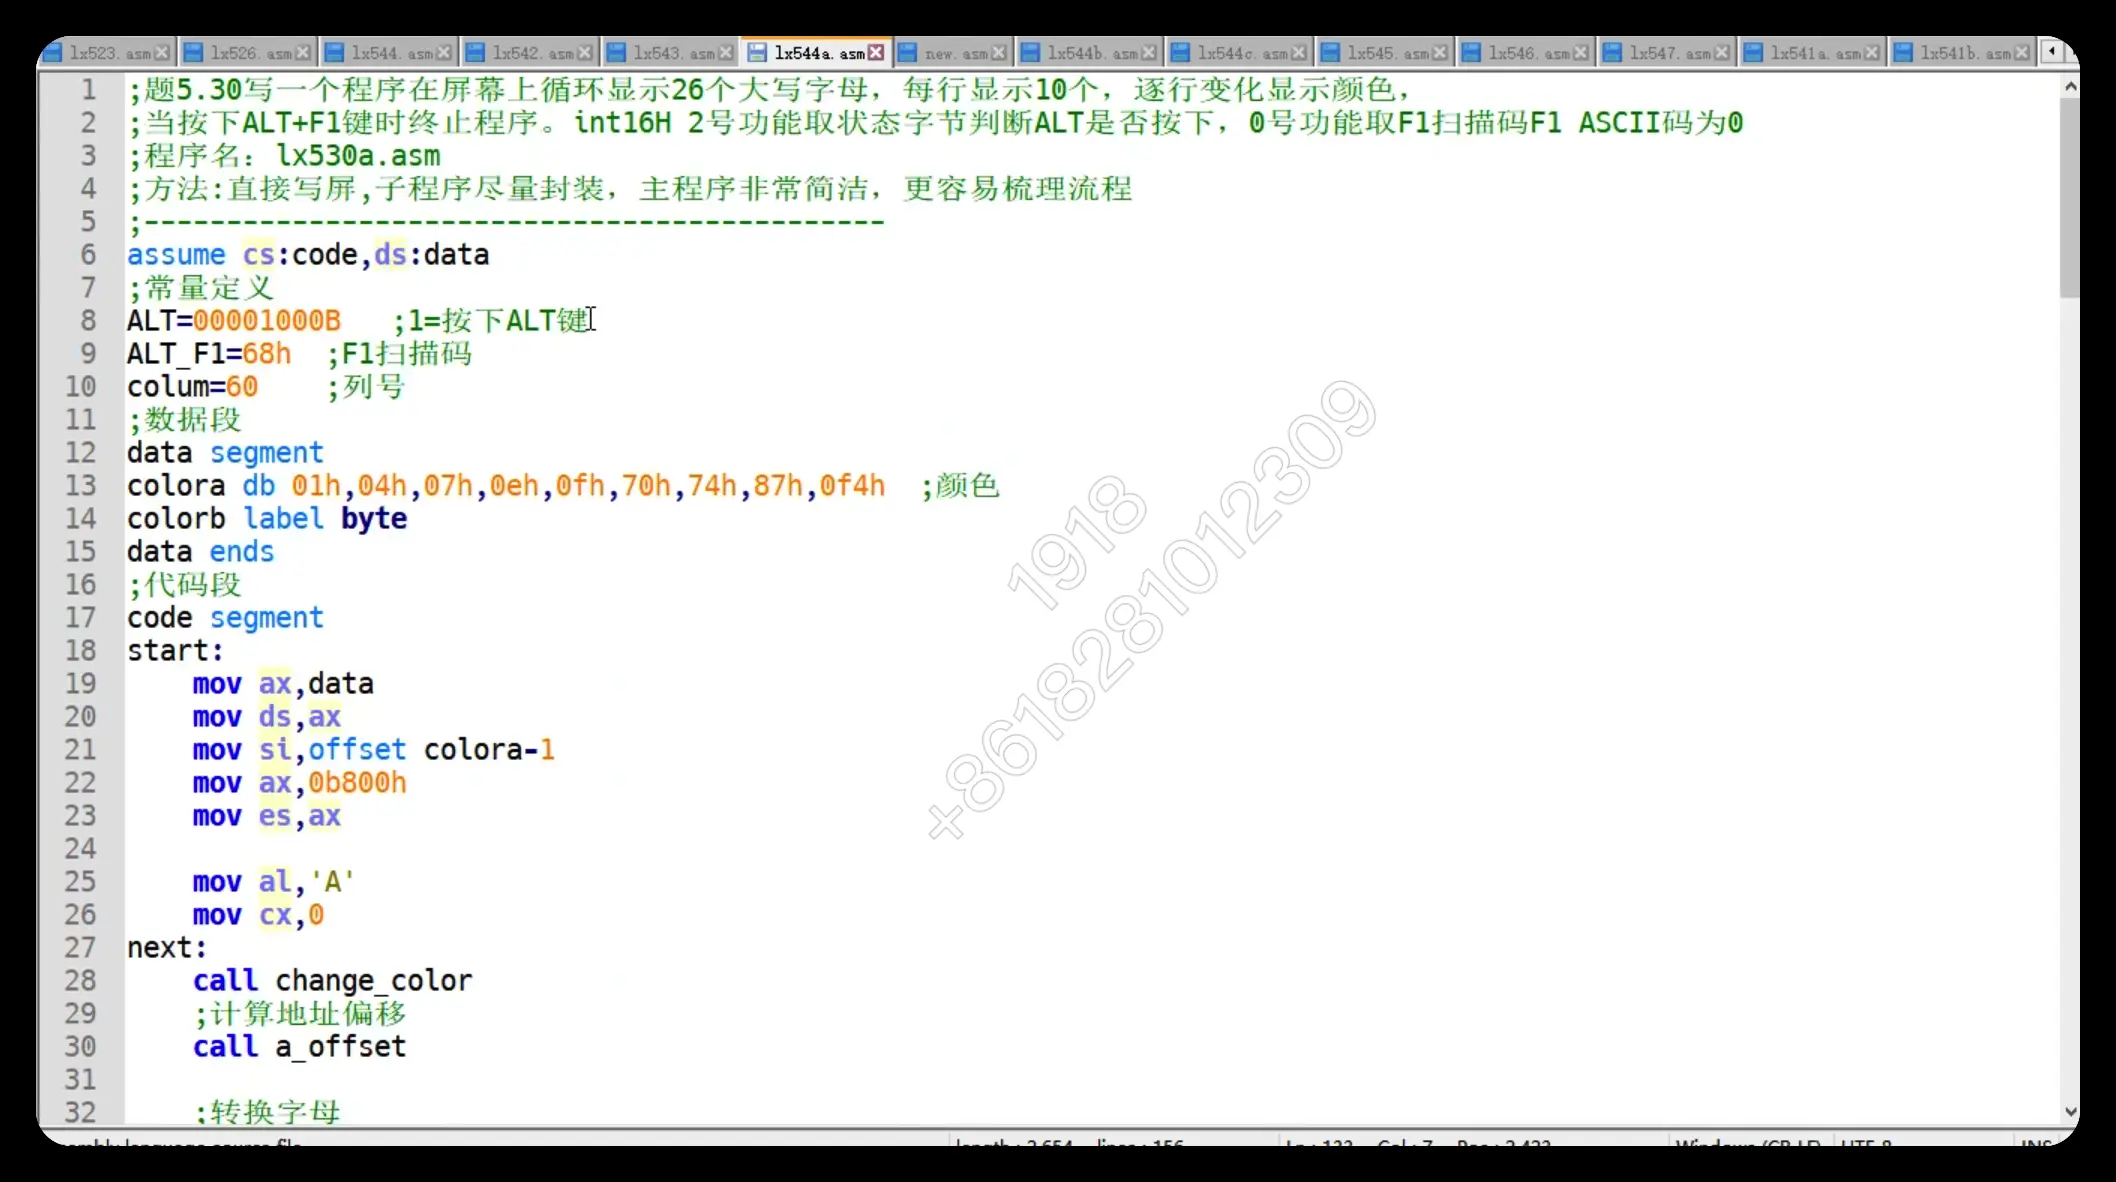 lx523.asm lx526.asm lx544.asm lx542.asm lx543.asm lx544a.asm new.asm lx544b.asm lx544c.asm lx545.asm lx546.asm lx547.asm lx541a.asm lx541b.asm
1 ;题5.30写一个程序在屏幕上循环显示26个大写字母，每行显示10个，逐行变化显示颜色，
2 ;当按下ALT+F1键时终止程序。int16H 2号功能取状态字节判断ALT是否按下，0号功能取F1扫描码F1 ASCII码为0
3 ;程序名：lx530a.asm
4 ;方法:直接写屏,子程序尽量封装，主程序非常简洁，更容易梳理流程
5 ;---------------------------------------------
6 assume cs:code,ds:data
7 ;常量定义
8 ALT=00001000B ;1=按下ALT键
9 ALT_F1=68h ;F1扫描码
10 colum=60 ;列号
11 ;数据段
12 data segment
13 colora db 01h,04h,07h,0eh,0fh,70h,74h,87h,0f4h ;颜色
14 colorb label byte
15 data ends
16 ;代码段
17 code segment
18 start:
19 mov ax,data
20 mov ds,ax
21 mov si,offset colora-1
22 mov ax,0b800h
23 mov es,ax
24
25 mov al,'A'
26 mov cx,0
27 next:
28 call change_color
29 ;计算地址偏移
30 call a_offset
31
32 ;转换字母
1918
+8618281012309